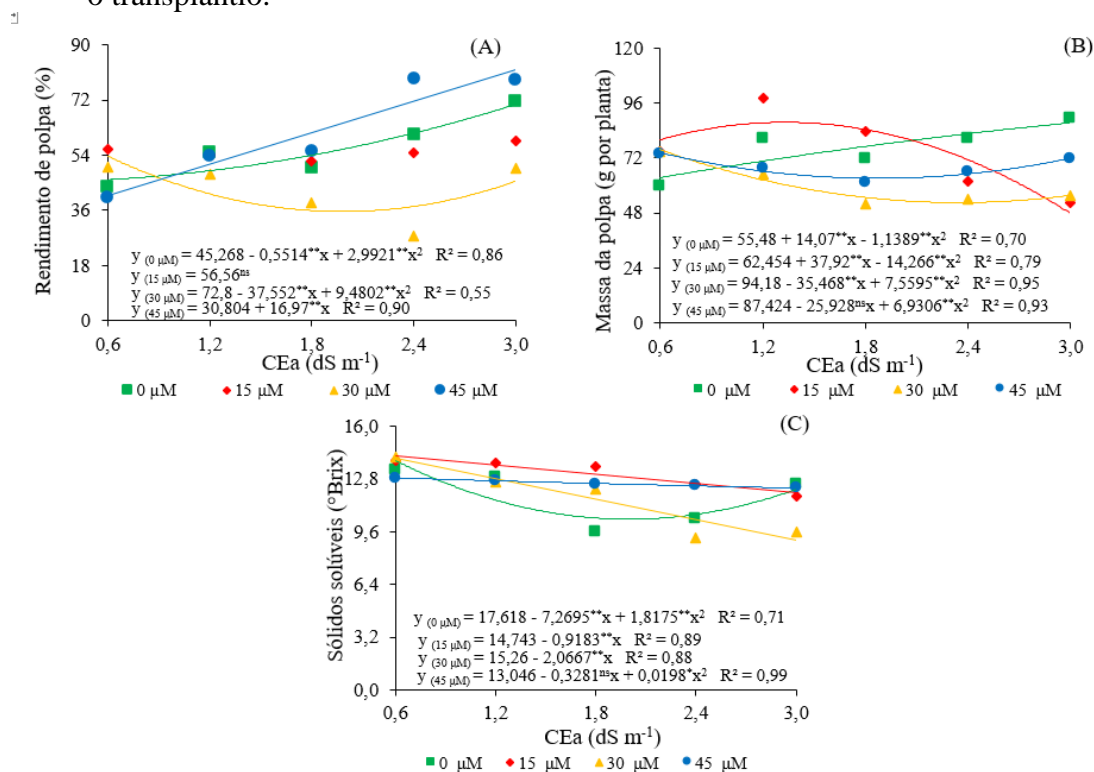 o transplantio.
(A)
Rendimento de polpa (%)
90
72
54
36
18
0
y (0 µM) = 45,268 - 0,5514**x + 2,9921**x² R² = 0,86
y (15 µM) = 56,56ns
y (30 µM) = 72,8 - 37,552**x + 9,4802**x² R² = 0,55
y (45 µM) = 30,804 + 16,97**x R² = 0,90
0,6 1,2 1,8 2,4 3,0
CEa (dS m⁻¹)
0 µM 15 µM 30 µM 45 µM
(B)
Massa da polpa (g por planta)
120
96
72
48
24
0
y (0 µM) = 55,48 + 14,07**x - 1,1389**x² R² = 0,70
y (15 µM) = 62,454 + 37,92**x - 14,266**x² R² = 0,79
y (30 µM) = 94,18 - 35,468**x + 7,5595**x² R² = 0,95
y (45 µM) = 87,424 - 25,928nsx + 6,9306**x² R² = 0,93
0,6 1,2 1,8 2,4 3,0
CEa (dS m⁻¹)
0 µM 15 µM 30 µM 45 µM
(C)
Sólidos solúveis (ºBrix)
16,0
12,8
9,6
6,4
3,2
0,0
y (0 µM) = 17,618 - 7,2695**x + 1,8175**x² R² = 0,71
y (15 µM) = 14,743 - 0,9183**x R² = 0,89
y (30 µM) = 15,26 - 2,0667**x R² = 0,88
y (45 µM) = 13,046 - 0,3281nsx + 0,0198*x² R² = 0,99
0,6 1,2 1,8 2,4 3,0
CEa (dS m⁻¹)
0 µM 15 µM 30 µM 45 µM